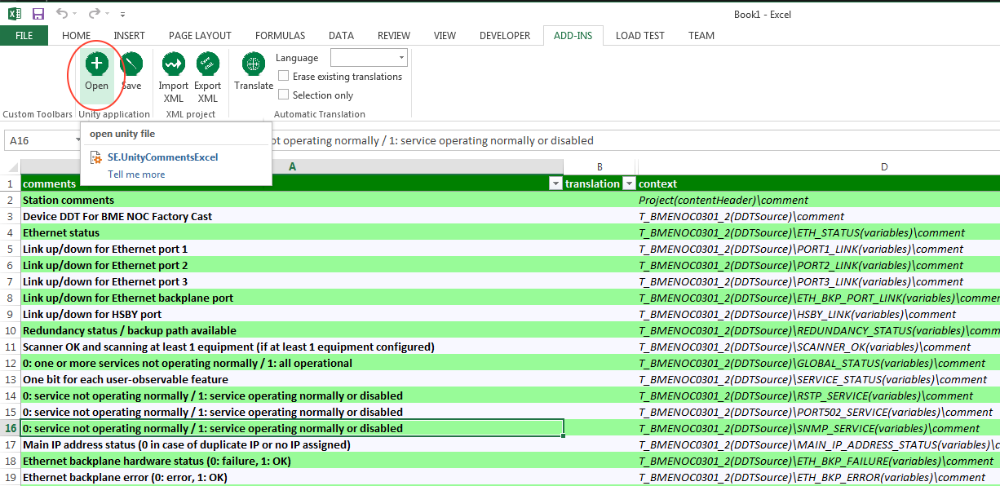 Book1 - Excel
FILE HOME INSERT PAGE LAYOUT FORMULAS DATA REVIEW VIEW DEVELOPER ADD-INS LOAD TEST TEAM
Open Save Import XML Export XML Translate
Language
Erase existing translations
Selection only
Custom Toolbars Unity application XML project Automatic Translation
open unity file
SE.UnityCommentsExcel
Tell me more
A16 ot operating normally / 1: service operating normally or disabled
A B D
1 comments translation context
2 Station comments Project(contentHeader)\comment
3 Device DDT For BME NOC Factory Cast T_BMENOC0301_2(DDTSource)\comment
4 Ethernet status T_BMENOC0301_2(DDTSource)\ETH_STATUS(variables)\comment
5 Link up/down for Ethernet port 1 T_BMENOC0301_2(DDTSource)\PORT1_LINK(variables)\comment
6 Link up/down for Ethernet port 2 T_BMENOC0301_2(DDTSource)\PORT2_LINK(variables)\comment
7 Link up/down for Ethernet port 3 T_BMENOC0301_2(DDTSource)\PORT3_LINK(variables)\comment
8 Link up/down for Ethernet backplane port T_BMENOC0301_2(DDTSource)\ETH_BKP_PORT_LINK(variables)\commen
9 Link up/down for HSBY port T_BMENOC0301_2(DDTSource)\HSBY_LINK(variables)\comment
10 Redundancy status / backup path available T_BMENOC0301_2(DDTSource)\REDUNDANCY_STATUS(variables)\comm
11 Scanner OK and scanning at least 1 equipment (if at least 1 equipment configured) T_BMENOC0301_2(DDTSource)\SCANNER_OK(variables)\comment
12 0: one or more services not operating normally / 1: all operational T_BMENOC0301_2(DDTSource)\GLOBAL_STATUS(variables)\comment
13 One bit for each user-observable feature T_BMENOC0301_2(DDTSource)\SERVICE_STATUS(variables)\comment
14 0: service not operating normally / 1: service operating normally or disabled T_BMENOC0301_2(DDTSource)\RSTP_SERVICE(variables)\comment
15 0: service not operating normally / 1: service operating normally or disabled T_BMENOC0301_2(DDTSource)\PORT502_SERVICE(variables)\comment
16 0: service not operating normally / 1: service operating normally or disabled T_BMENOC0301_2(DDTSource)\SNMP_SERVICE(variables)\comment
17 Main IP address status (0 in case of duplicate IP or no IP assigned) T_BMENOC0301_2(DDTSource)\MAIN_IP_ADDRESS_STATUS(variables)\c
18 Ethernet backplane hardware status (0: failure, 1: OK) T_BMENOC0301_2(DDTSource)\ETH_BKP_FAILURE(variables)\comment
19 Ethernet backplane error (0: error, 1: OK) T_BMENOC0301_2(DDTSource)\ETH_BKP_ERROR(variables)\comment